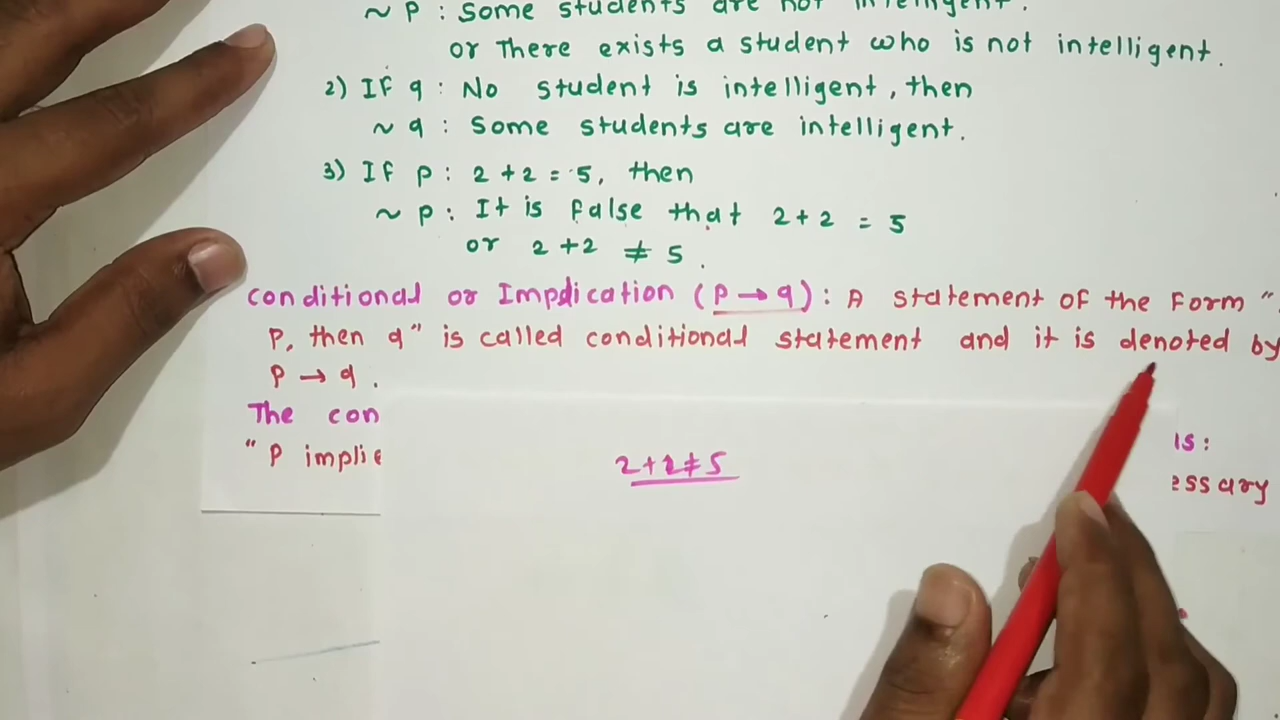 ~ P : Some students are not intelligent.
or There exists a student who is not intelligent.
2) If q : No student is intelligent, then
~ q : Some students are intelligent.
3) If p : 2+2 = 5, then
~ p : It is false that 2+2 = 5
or 2+2 ≠ 5.
Conditional or Implication (P → q) : A statement of the form "
P, then q" is called conditional statement and it is denoted by
P → q.
The con is:
"P implie essary
2+2≠5